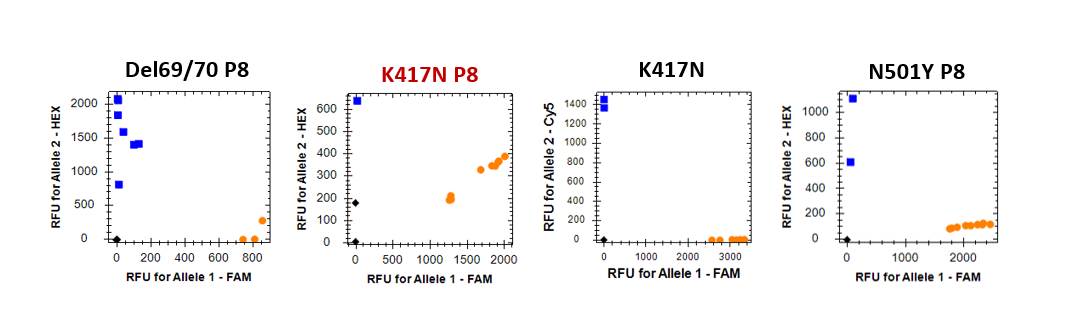 Del69/70 P8
K417N P8
K417N
N501Y P8
RFU for Allele 2 - HEX
2000
1500
1000
500
0
0 200 400 600 800
RFU for Allele 1 - FAM
RFU for Allele 2 - HEX
600
500
400
300
200
100
0
0 500 1000 1500 2000
RFU for Allele 1 - FAM
RFU for Allele 2 - Cy5
1400
1200
1000
800
600
400
200
0
0 1000 2000 3000
RFU for Allele 1 - FAM
RFU for Allele 2 - HEX
1000
800
600
400
200
0
0 1000 2000
RFU for Allele 1 - FAM